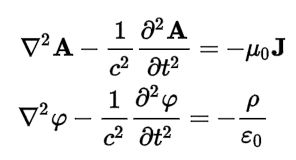 ∇²𝐀 − 1/c² ∂²𝐀/∂t² = −μ₀𝐉
∇²φ − 1/c² ∂²φ/∂t² = −ρ/ε₀